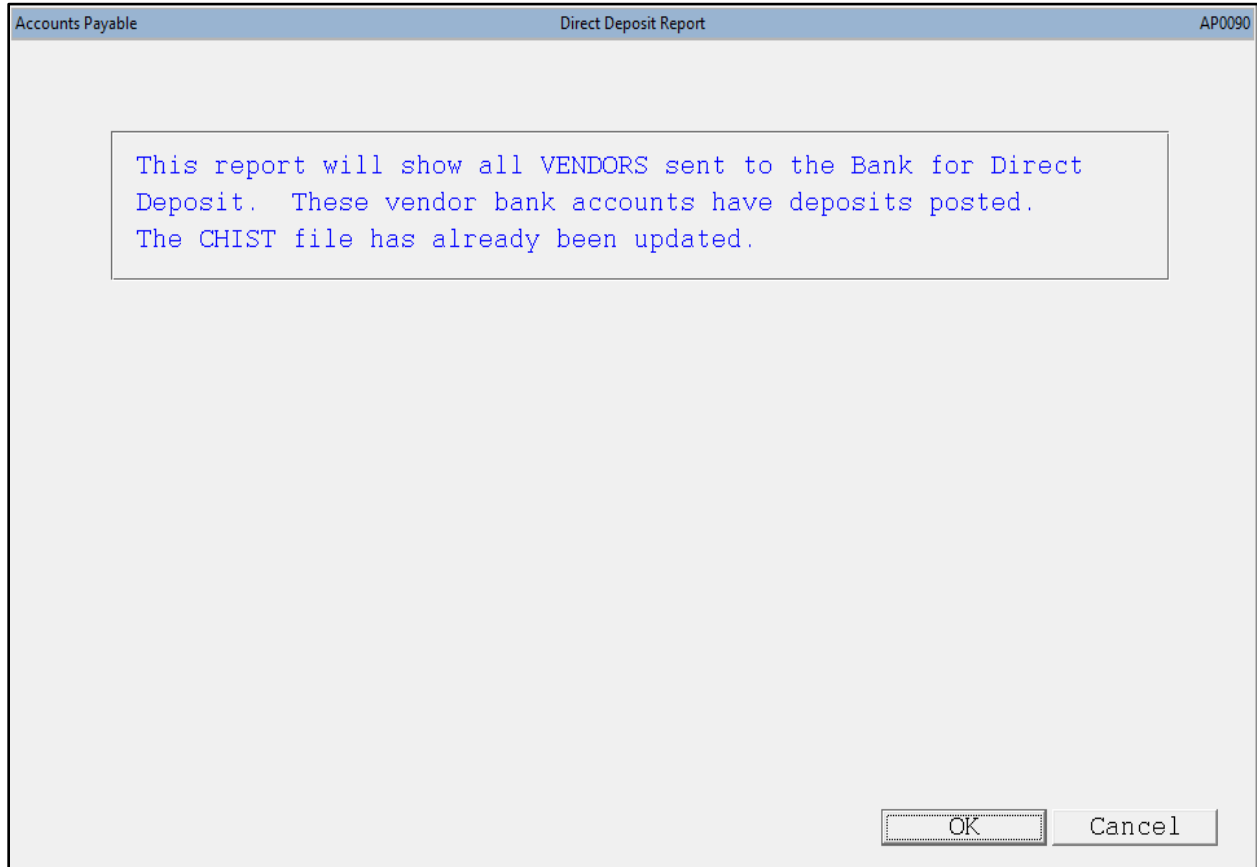 Accounts Payable Direct Deposit Report AP0090
This report will show all VENDORS sent to the Bank for Direct
Deposit.  These vendor bank accounts have deposits posted.
The CHIST file has already been updated.
OK Cancel